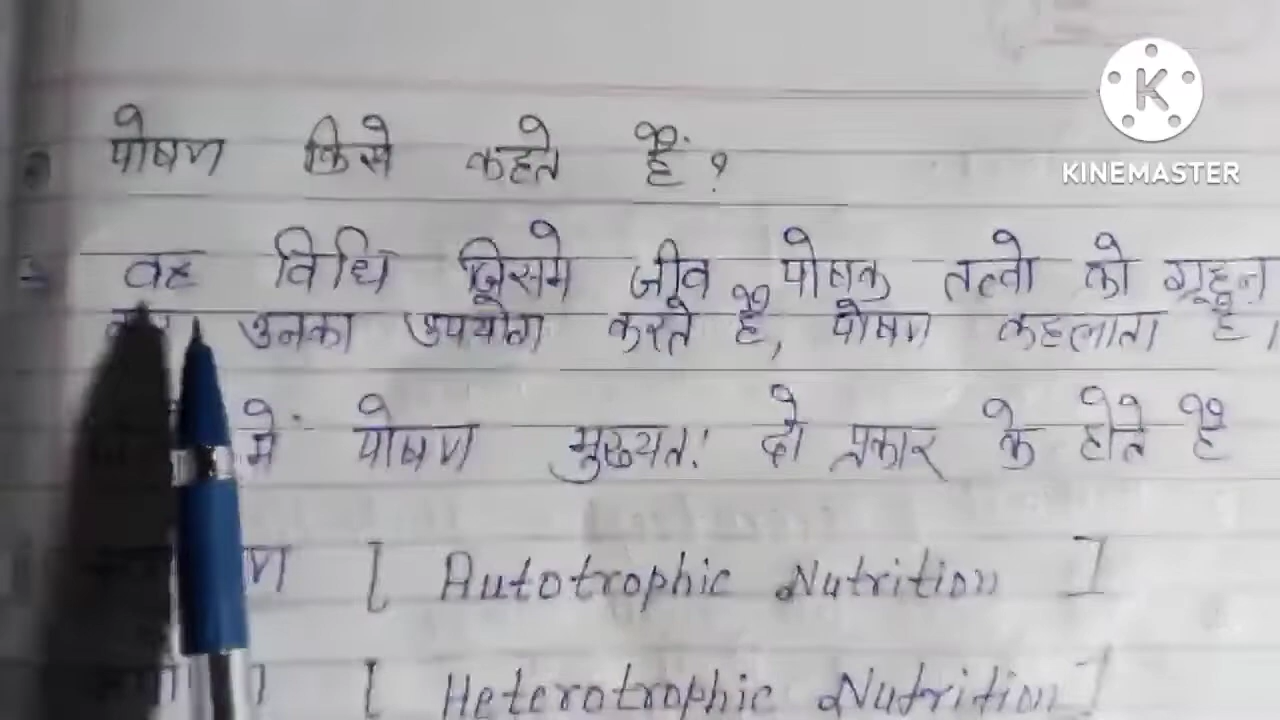 पोषण किसे कहते हैं ?
वह विधि जिसमे जीव पोषक तत्वो को ग्रहन
उनका उपयोग करते हैं, पोषण कहलाता है ।
में पोषण मुख्यत: दो प्रकार के होते है
[ Autotrophic Nutrition ]
[ Heterotrophic Nutrition ]
KINEMASTER